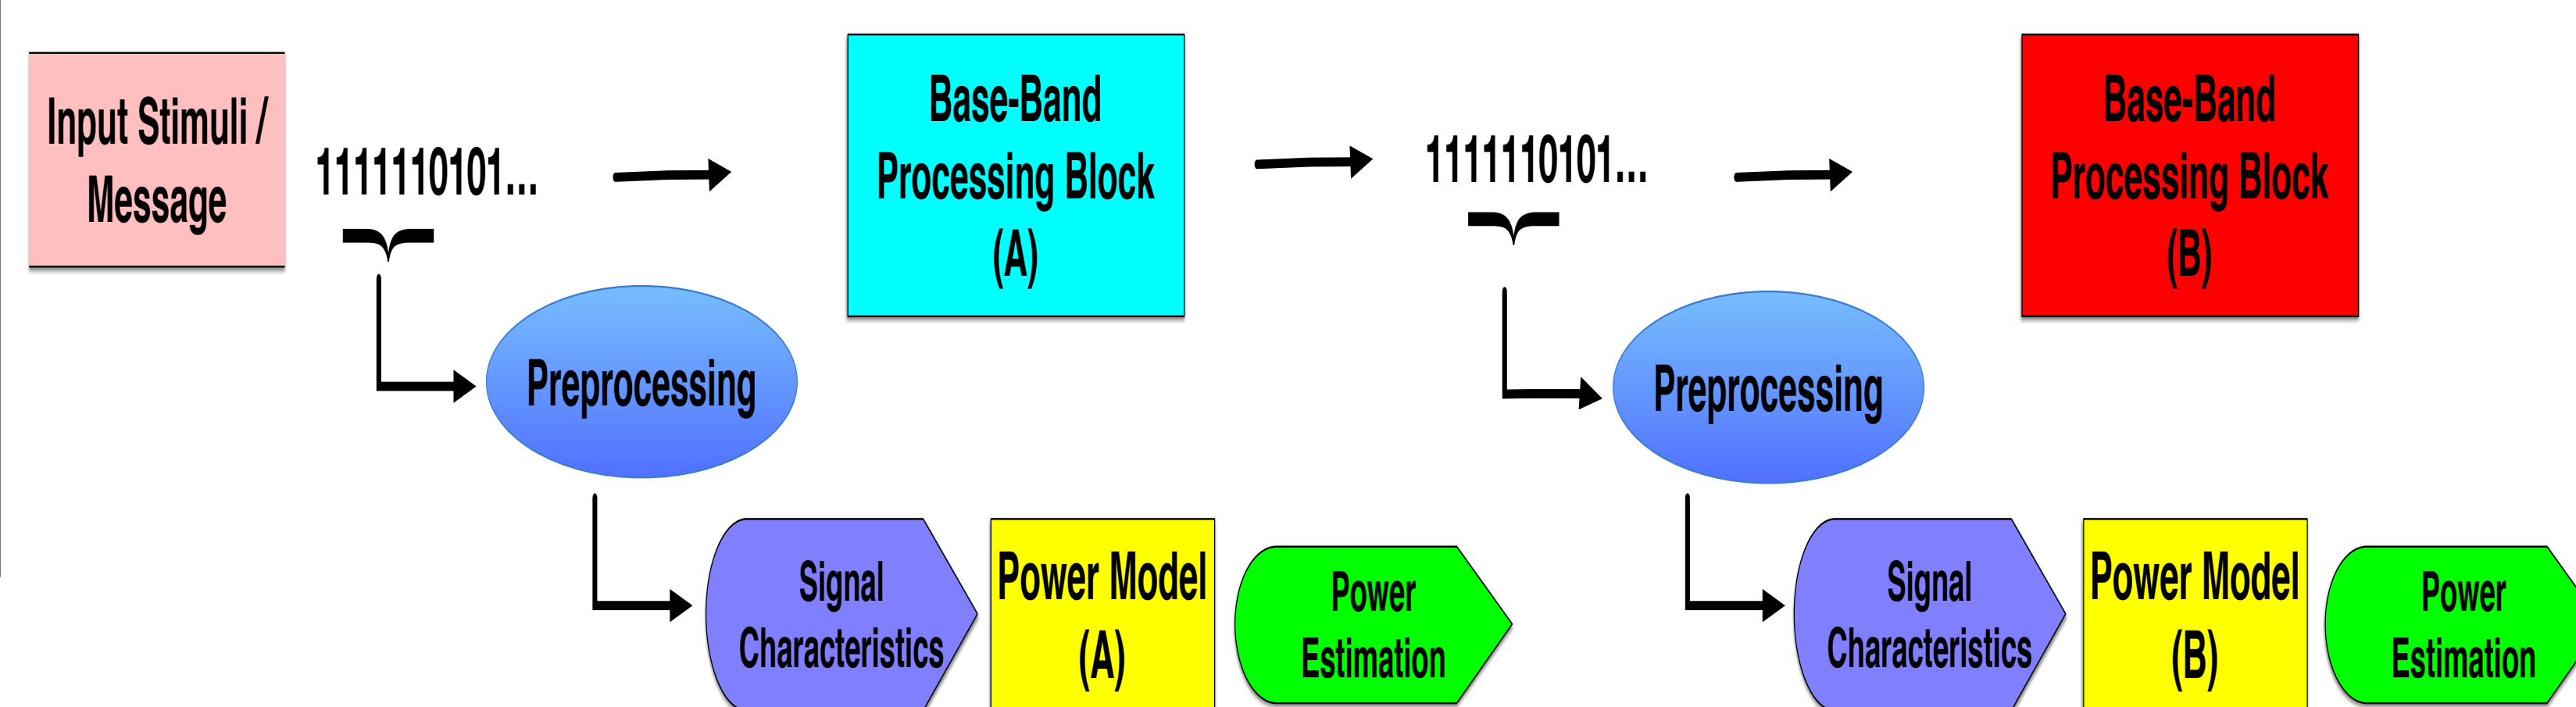 Input Stimuli /
Message
1111110101...
Base-Band
Processing Block
(A)
1111110101...
Base-Band
Processing Block
(B)
Preprocessing
Preprocessing
Signal
Characteristics
Power Model
(A)
Power
Estimation
Signal
Characteristics
Power Model
(B)
Power
Estimation